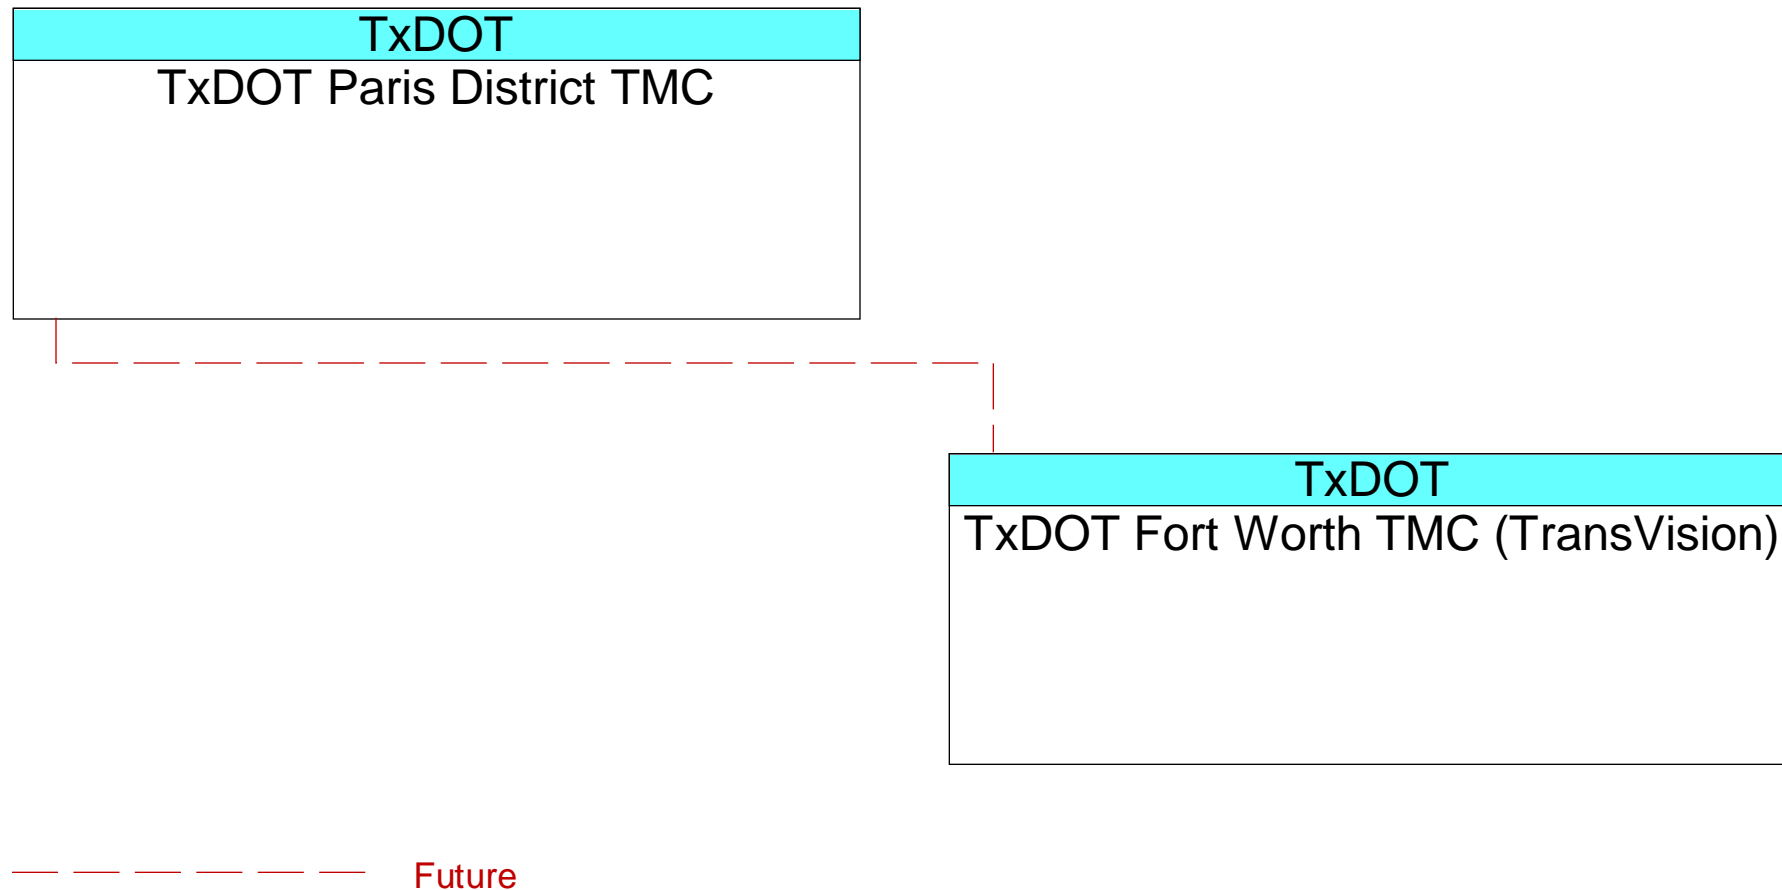 TxDOT
TxDOT Paris District TMC
TxDOT
TxDOT Fort Worth TMC (TransVision)
Future